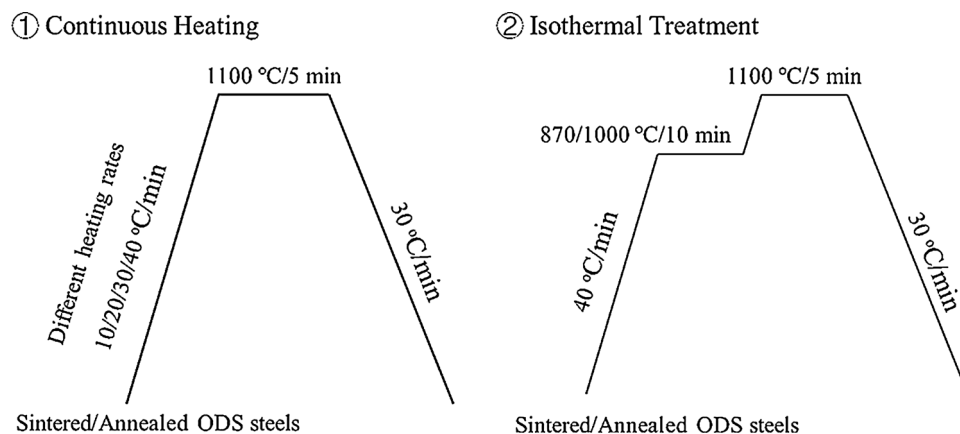 ① Continuous Heating
1100 ℃/5 min
Different heating rates
10/20/30/40 ℃/min
30 ℃/min
Sintered/Annealed ODS steels
② Isothermal Treatment
1100 ℃/5 min
870/1000 ℃/10 min
40 ℃/min
30 ℃/min
Sintered/Annealed ODS steels